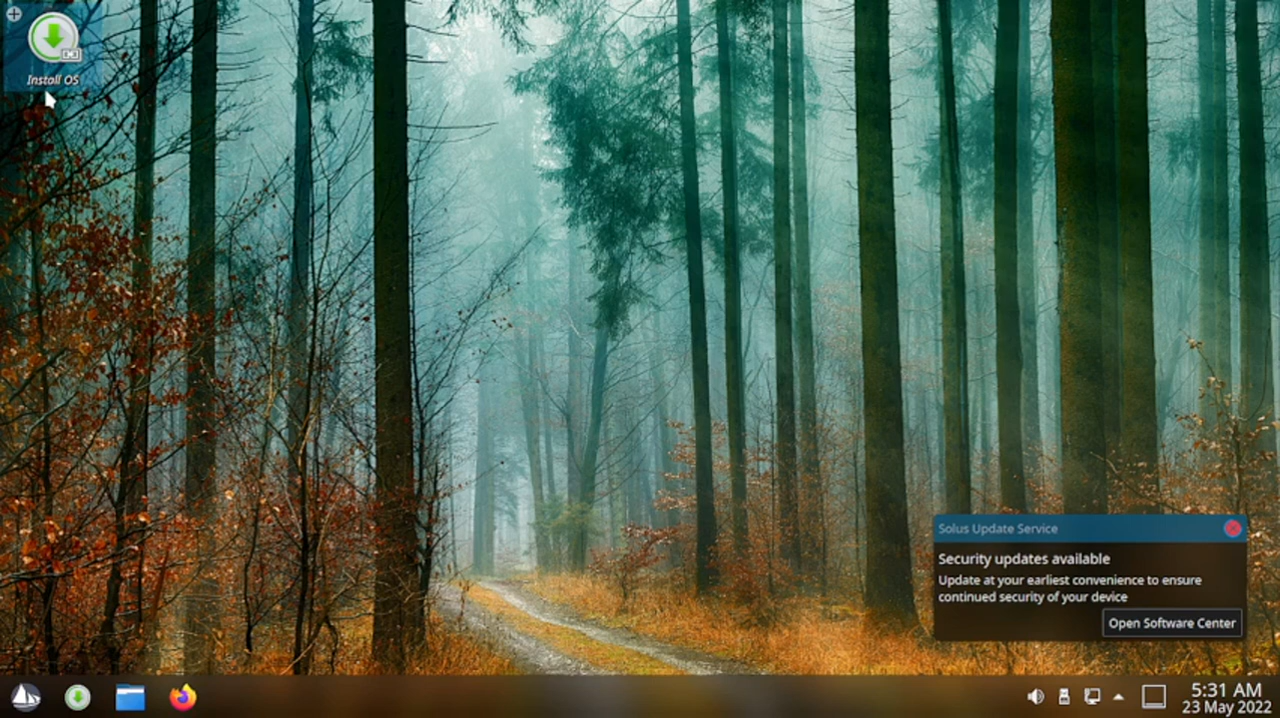 Install OS
Solus Update Service
Security updates available
Update at your earliest convenience to ensure
continued security of your device
Open Software Center
5:31 AM
23 May 2022